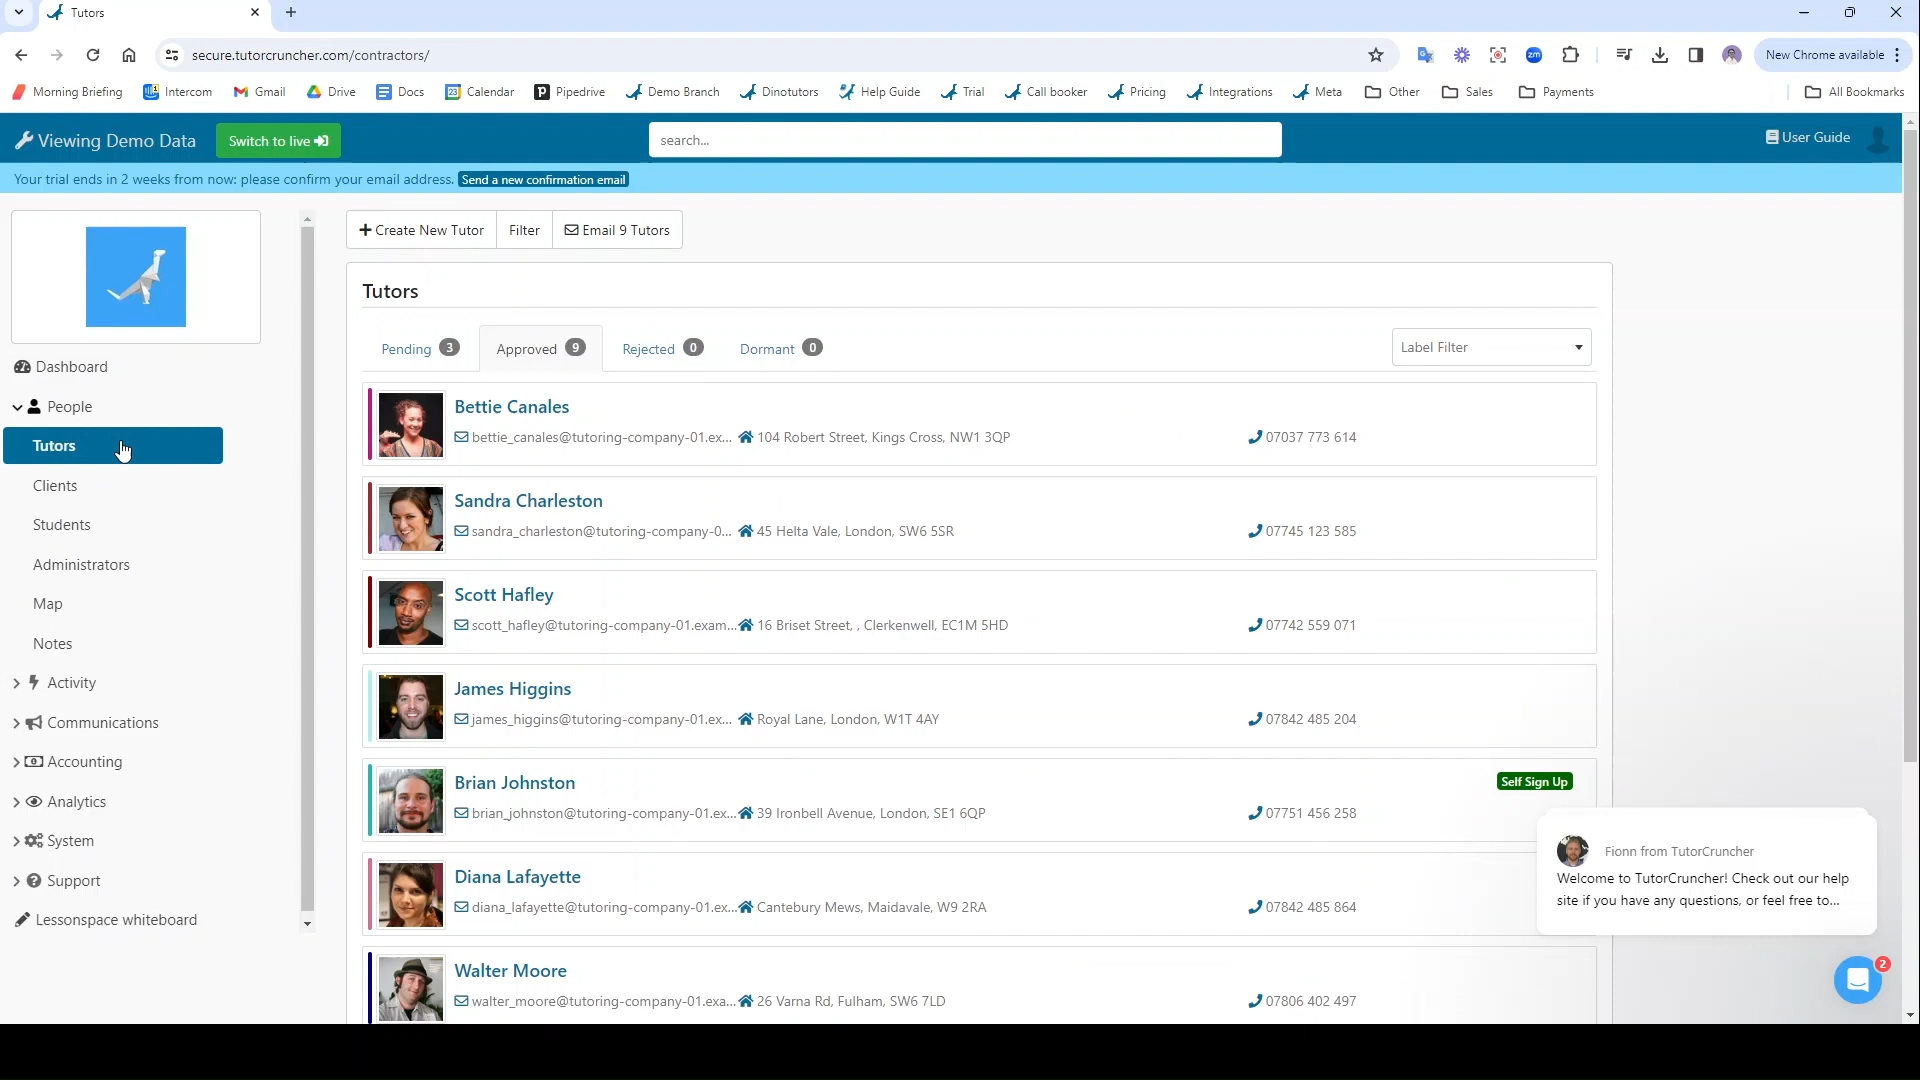 Tutors
secure.tutorcruncher.com/contractors/
zm
New Chrome available
Morning Briefing Intercom Gmail Drive Docs 23 Calendar Pipedrive Demo Branch Dinotutors Help Guide Trial Call booker Pricing Integrations Meta Other Sales Payments All Bookmarks
Viewing Demo Data Switch to live search... User Guide
Your trial ends in 2 weeks from now: please confirm your email address. Send a new confirmation email
Create New Tutor Filter Email 9 Tutors
Tutors
Pending 3 Approved 9 Rejected 0 Dormant 0 Label Filter
Dashboard
People
Tutors
Clients
Students
Administrators
Map
Notes
Activity
Communications
Accounting
Analytics
System
Support
Lessonspace whiteboard
Bettie Canales
bettie_canales@tutoring-company-01.ex... 104 Robert Street, Kings Cross, NW1 3QP 07037 773 614
Sandra Charleston
sandra_charleston@tutoring-company-0... 45 Helta Vale, London, SW6 5SR 07745 123 585
Scott Hafley
scott_hafley@tutoring-company-01.exam... 16 Briset Street, , Clerkenwell, EC1M 5HD 07742 559 071
James Higgins
james_higgins@tutoring-company-01.ex... Royal Lane, London, W1T 4AY 07842 485 204
Brian Johnston Self Sign Up
brian_johnston@tutoring-company-01.ex... 39 Ironbell Avenue, London, SE1 6QP 07751 456 258
Diana Lafayette
diana_lafayette@tutoring-company-01.ex... Cantebury Mews, Maidavale, W9 2RA 07842 485 864
Walter Moore
walter_moore@tutoring-company-01.exa... 26 Varna Rd, Fulham, SW6 7LD 07806 402 497
Fionn from TutorCruncher
Welcome to TutorCruncher! Check out our help
site if you have any questions, or feel free to...
2